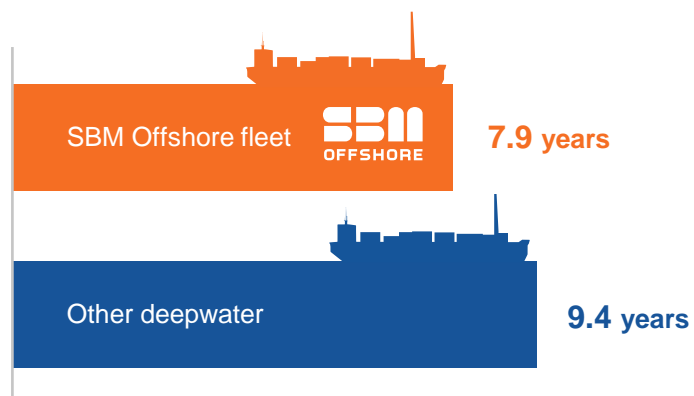 SBM Offshore fleet
SBM
OFFSHORE
7.9 years
Other deepwater
9.4 years